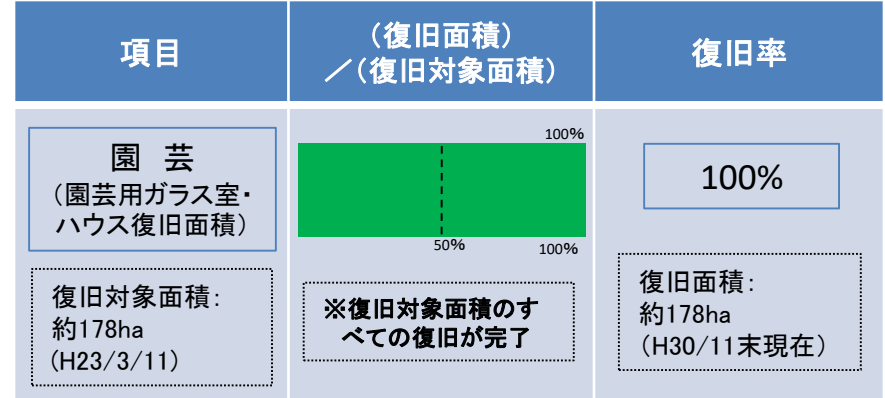 項目
（復旧面積）
／（復旧対象面積）
復旧率
園　芸
（園芸用ガラス室・
ハウス復旧面積）
復旧対象面積：
約178ha
（H23/3/11）
100%
50%
100%
※復旧対象面積のす
べての復旧が完了
100%
復旧面積：
約178ha
（H30/11末現在）